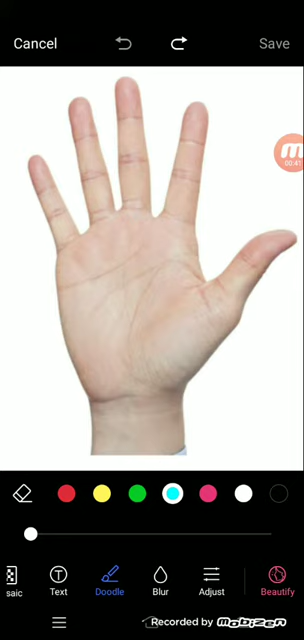 Cancel
Save
00:41
saic
Text
Doodle
Blur
Adjust
Beautify
Recorded by mobizen